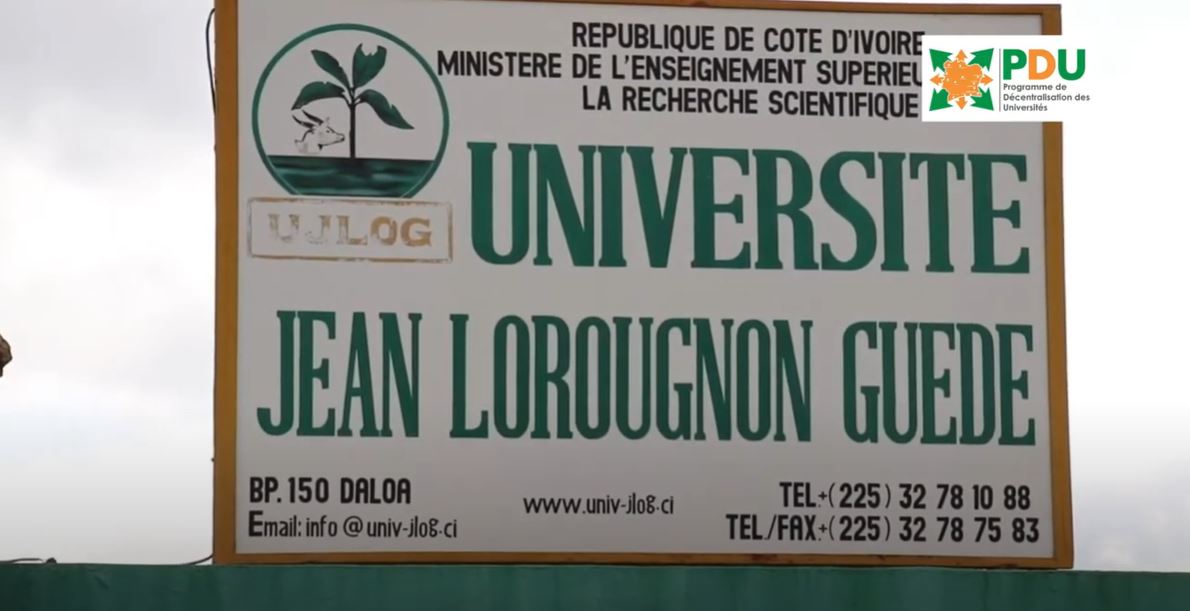 REPUBLIQUE DE COTE D'IVOIRE
MINISTERE DE L'ENSEIGNEMENT SUPERIEU
LA RECHERCHE SCIENTIFIQUE
PDU
Programme de
Décentralisation des
Universités
UJLOG
UNIVERSITE
JEAN LOROUGNON GUEDE
BP.150 DALOA
Email: info @univ-jlog.ci
www.univ-jlog.ci
TEL:+(225) 32 78 10 88
TEL./FAX:+(225) 32 78 75 83